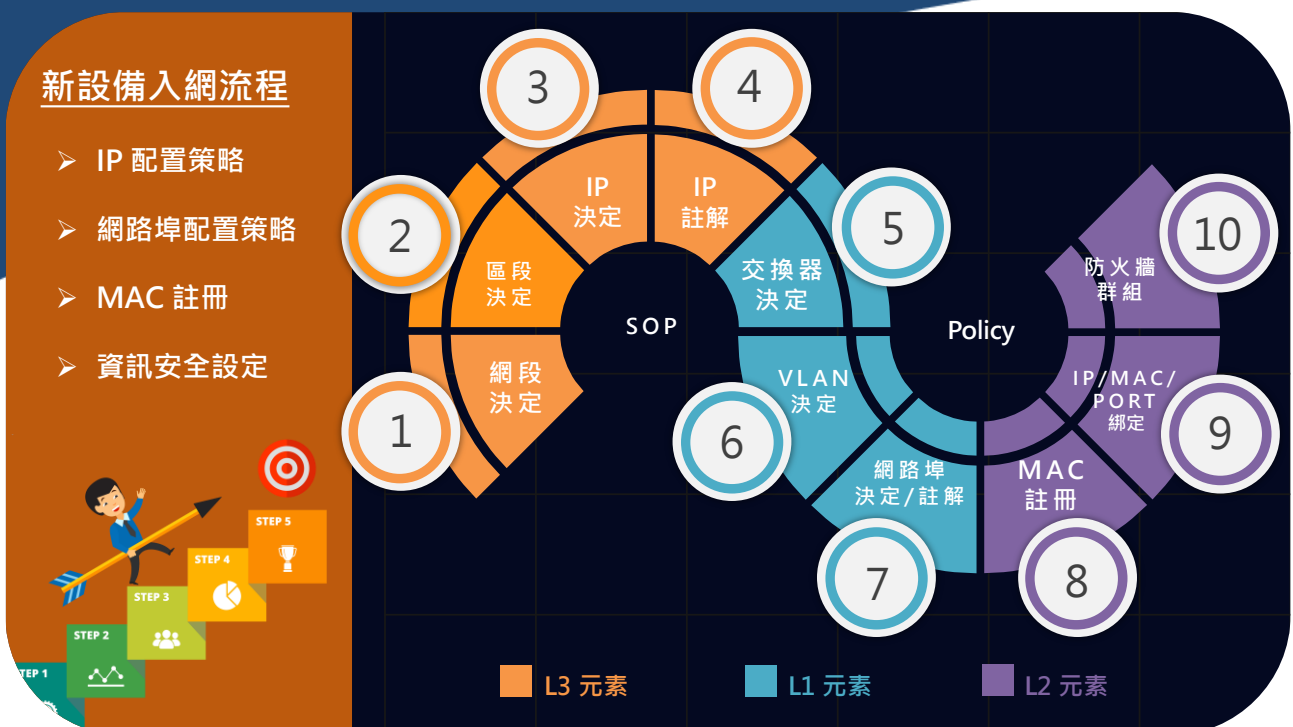 新設備入網流程
➢ IP 配置策略
➢ 網路埠配置策略
➢ MAC 註冊
➢ 資訊安全設定
TEP 1
STEP 2
STEP 3
STEP 4
STEP 5
1
網段
決定
2
區段
決定
3
IP
決定
4
IP
註解
5
交換器
決定
6
VLAN
決定
7
網路埠
決定/註解
8
MAC
註冊
9
IP/MAC/
PORT
綁定
10
防火牆
群組
SOP
Policy
L3 元素
L1 元素
L2 元素